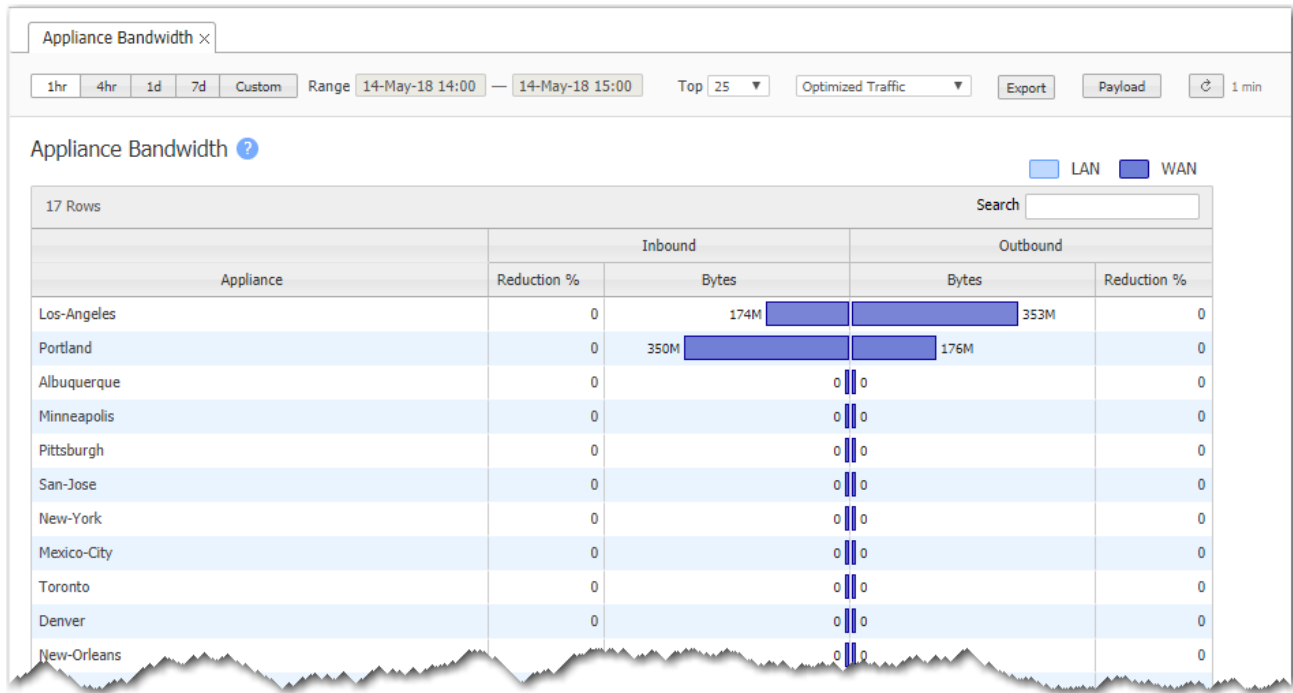 Appliance Bandwidth ×
1hr 4hr 1d 7d Custom Range 14-May-18 14:00 — 14-May-18 15:00 Top 25 ▼ Optimized Traffic ▼ Export Payload 1 min
Appliance Bandwidth ?
LAN WAN
17 Rows Search
Inbound Outbound
Appliance Reduction % Bytes Bytes Reduction %
Los-Angeles 0 174M 353M 0
Portland 0 350M 176M 0
Albuquerque 0 0 0 0
Minneapolis 0 0 0 0
Pittsburgh 0 0 0 0
San-Jose 0 0 0 0
New-York 0 0 0 0
Mexico-City 0 0 0 0
Toronto 0 0 0 0
Denver 0 0 0 0
New-Orleans 0 0 0